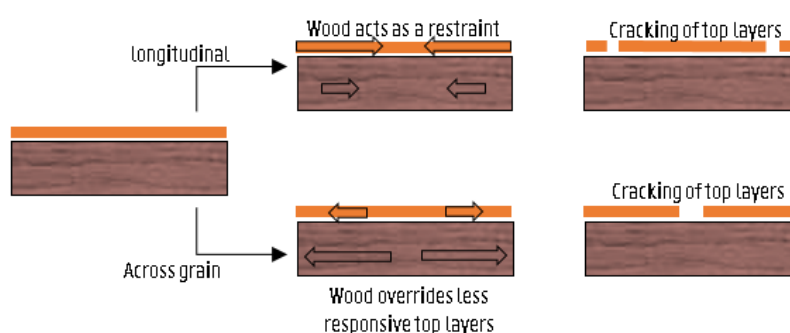 Wood acts as a restraint
Cracking of top layers
longitudinal
Cracking of top layers
Across grain
Wood overrides less
responsive top layers